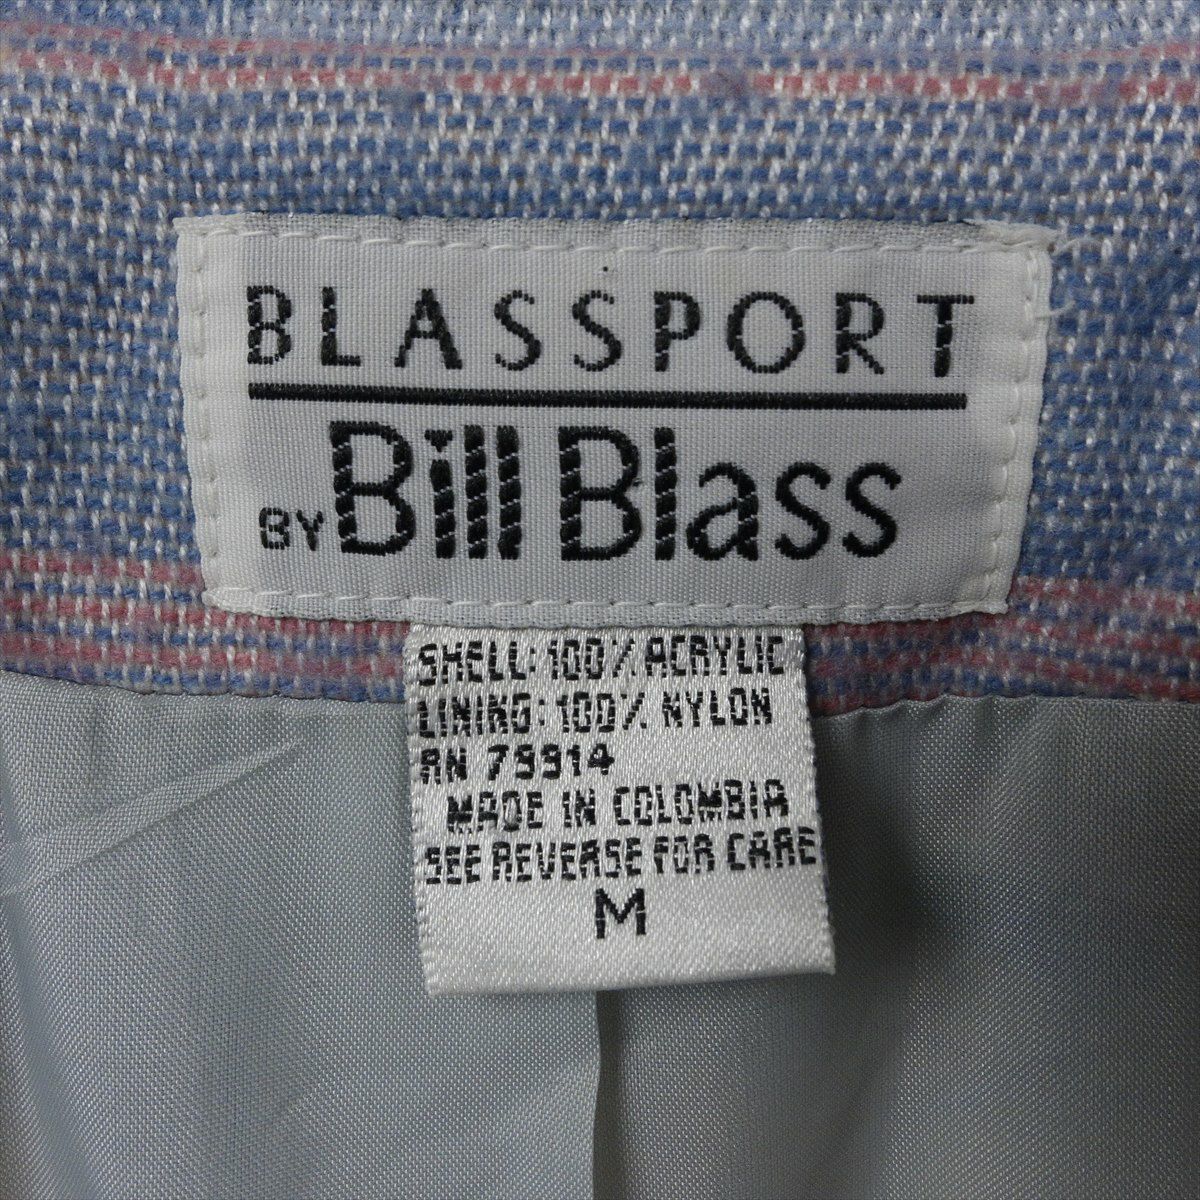 BLASSPORT
BY Bill Blass
SHELL: 100% ACRYLIC
LINING: 100% NYLON
RN 79914
MADE IN COLOMBIA
SEE REVERSE FOR CARE
M